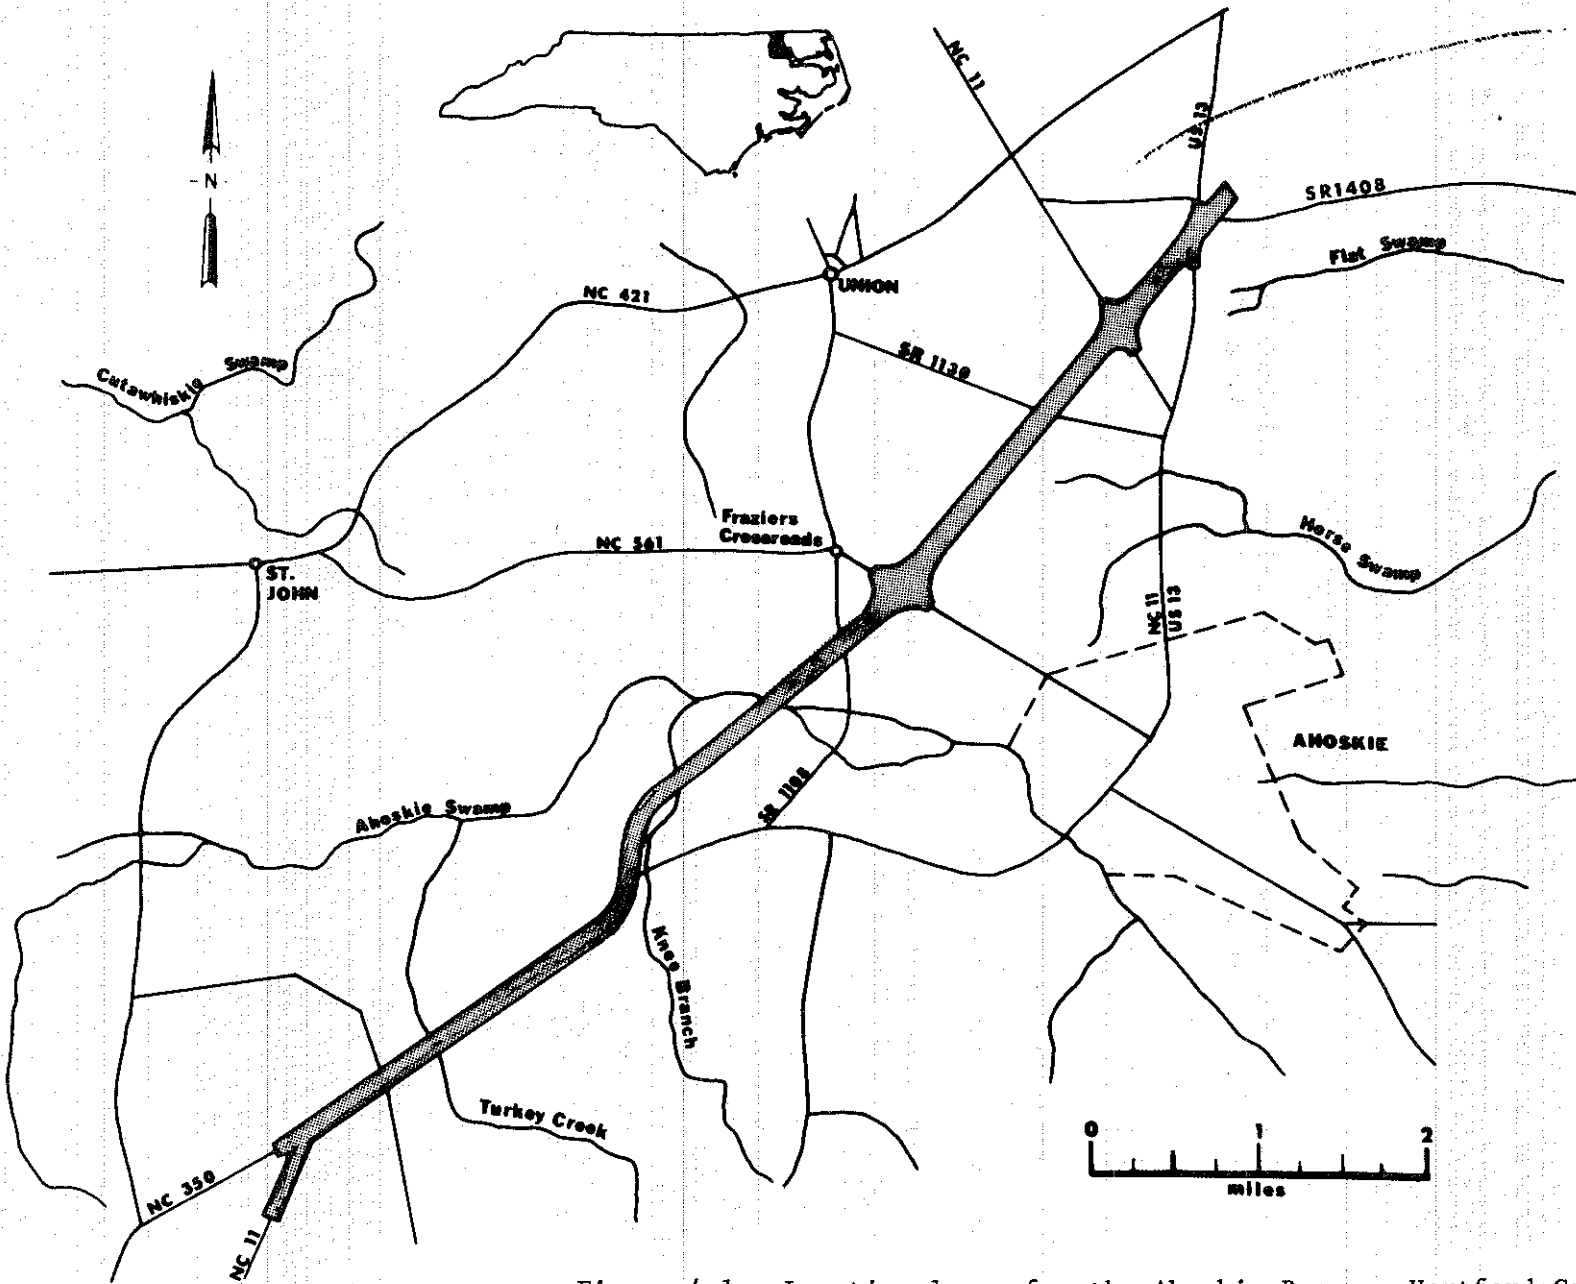 NC 11
US 13
- N -
SR1408
Flat Swamp
UNION
NC 421
SR 1130
Cutawhiskie Swamp
Fraziers
Crossroads
NC 561
Horse Swamp
ST.
JOHN
NC 11
US 13
AHOSKIE
SR 1105
Ahoskie Swamp
Knee Branch
Turkey Creek
0 1 2
miles
NC 350
NC 11